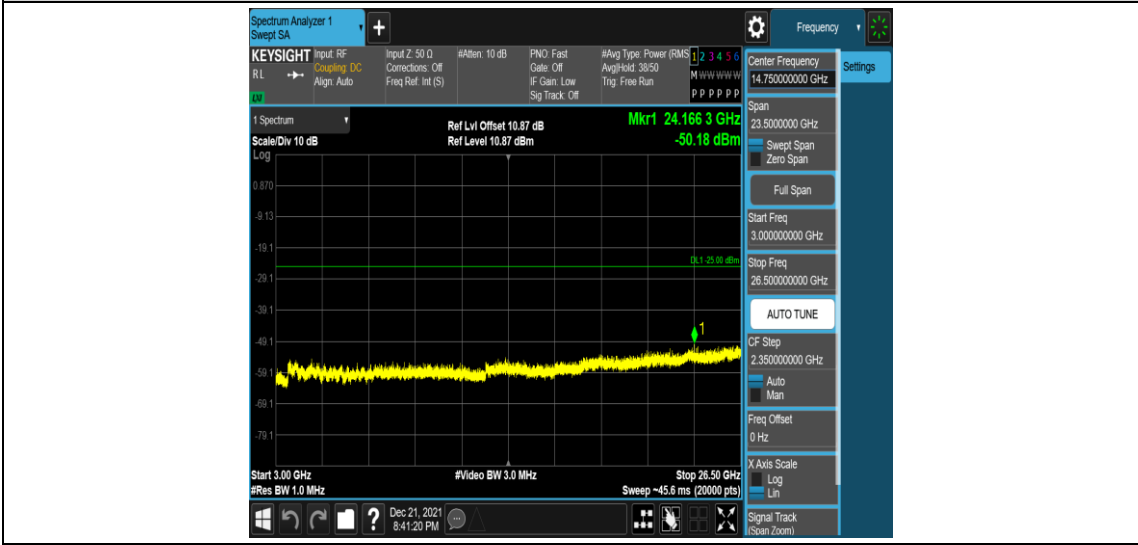 Spectrum Analyzer 1
Swept SA
+
Frequency
KEYSIGHT
Input: RF
Coupling: DC
Align: Auto
Input Z: 50 Ω
Corrections: Off
Freq Ref: Int (S)
#Atten: 10 dB
PNO: Fast
Gate: Off
IF Gain: Low
Sig Track: Off
#Avg Type: Power (RMS
Avg|Hold: 38/50
Trig: Free Run
1 2 3 4 5 6
M W W W W W
P P P P P P
R L
LM
1 Spectrum
Scale/Div 10 dB
Ref Lvl Offset 10.87 dB
Ref Level 10.87 dBm
Mkr1 24.166 3 GHz
-50.18 dBm
Log
0.870
-9.13
-19.1
DL1 -25.00 dBm
-29.1
-39.1
1
-49.1
-59.1
-69.1
-79.1
Start 3.00 GHz
#Video BW 3.0 MHz
Stop 26.50 GHz
#Res BW 1.0 MHz
Sweep ~45.6 ms (20000 pts)
?
Dec 21, 2021
8:41:20 PM
Center Frequency
14.750000000 GHz
Settings
Span
23.5000000 GHz
Swept Span
Zero Span
Full Span
Start Freq
3.000000000 GHz
Stop Freq
26.500000000 GHz
AUTO TUNE
CF Step
2.350000000 GHz
Auto
Man
Freq Offset
0 Hz
X Axis Scale
Log
Lin
Signal Track
(Span Zoom)